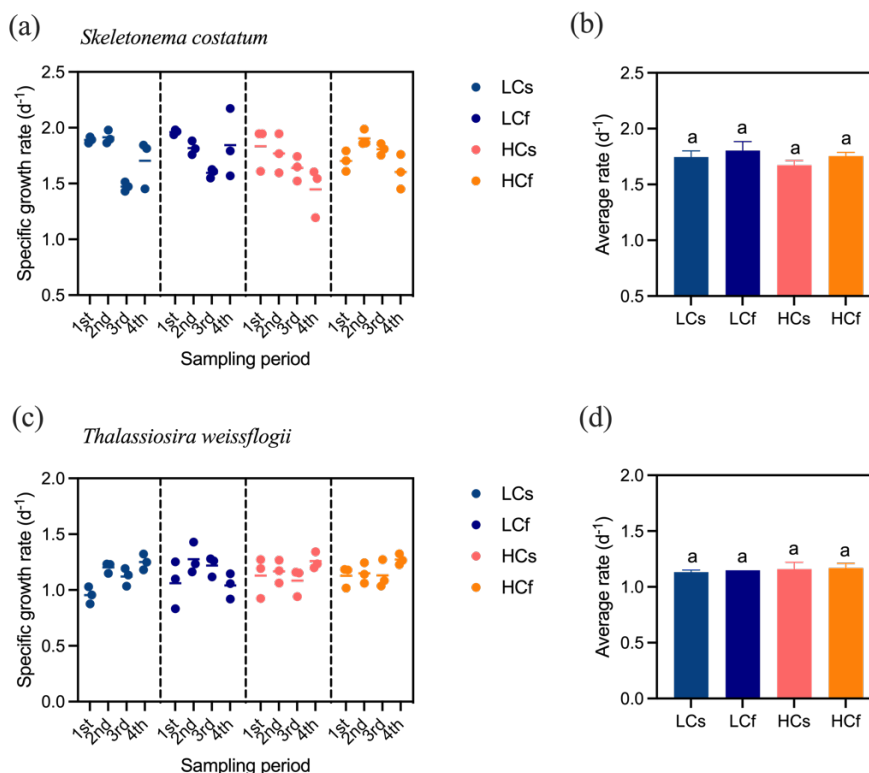 (a)
Skeletonema costatum
Specific growth rate (d-1)
2.5
2.0
1.5
1.0
0.5
1st 2nd 3rd 4th 1st 2nd 3rd 4th 1st 2nd 3rd 4th 1st 2nd 3rd 4th
Sampling period
LCs
LCf
HCs
HCf
(b)
Average rate (d-1)
2.5
2.0
1.5
1.0
0.5
a a a a
LCs LCf HCs HCf
(c)
Thalassiosira weissflogii
Specific growth rate (d-1)
2.0
1.5
1.0
0.5
0.0
1st 2nd 3rd 4th 1st 2nd 3rd 4th 1st 2nd 3rd 4th 1st 2nd 3rd 4th
Sampling period
LCs
LCf
HCs
HCf
(d)
Average rate (d-1)
2.0
1.5
1.0
0.5
0.0
a a a a
LCs LCf HCs HCf